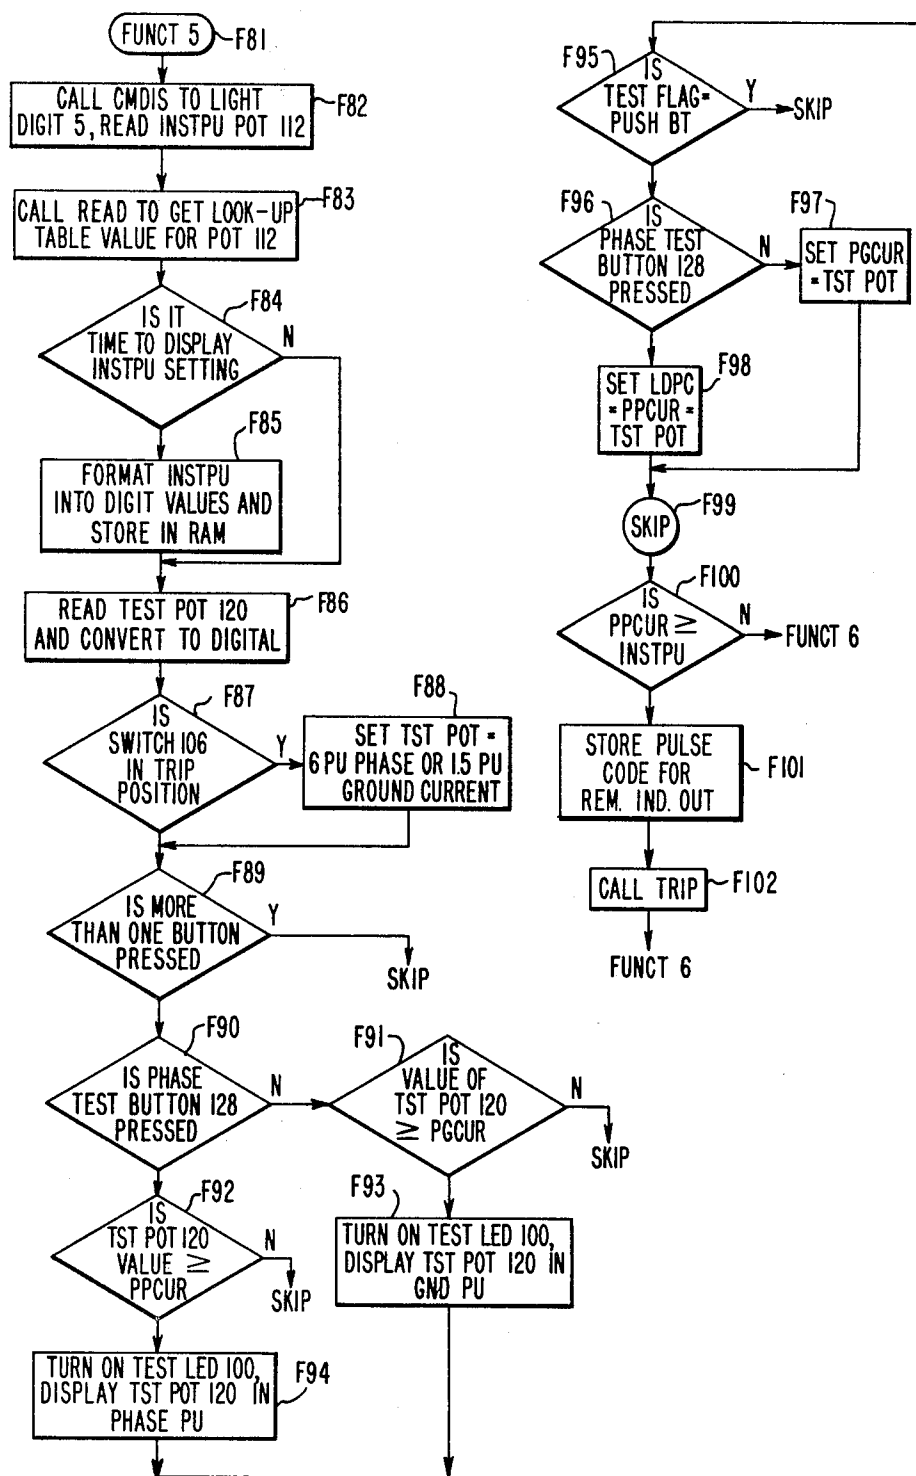 FUNCT 5
F81
CALL CMDIS TO LIGHT
DIGIT 5, READ INSTPU POT 112
F82
CALL READ TO GET LOOK-UP
TABLE VALUE FOR POT 112
F83
IS IT
TIME TO DISPLAY
INSTPU SETTING
F84
N
FORMAT INSTPU
INTO DIGIT VALUES AND
STORE IN RAM
F85
READ TEST POT 120
AND CONVERT TO DIGITAL
F86
IS
SWITCH 106
IN TRIP
POSITION
F87
Y
SET TST POT =
6 PU PHASE OR 1.5 PU
GROUND CURRENT
F88
IS MORE
THAN ONE BUTTON
PRESSED
F89
Y
SKIP
IS PHASE
TEST BUTTON 128
PRESSED
F90
N
IS
VALUE OF
TST POT 120
≥ PGCUR
F91
N
SKIP
IS
TST POT 120
VALUE ≥
PPCUR
F92
N
SKIP
TURN ON TEST LED 100,
DISPLAY TST POT 120 IN
GND PU
F93
TURN ON TEST LED 100,
DISPLAY TST POT 120 IN
PHASE PU
F94
IS
TEST FLAG=
PUSH BT
F95
Y
SKIP
IS
PHASE TEST
BUTTON 128
PRESSED
F96
N
SET PGCUR
= TST POT
F97
SET LDPC
= PPCUR =
TST POT
F98
SKIP
F99
IS
PPCUR ≥
INSTPU
F100
N
FUNCT 6
STORE PULSE
CODE FOR
REM. IND. OUT
F101
CALL TRIP
F102
FUNCT 6